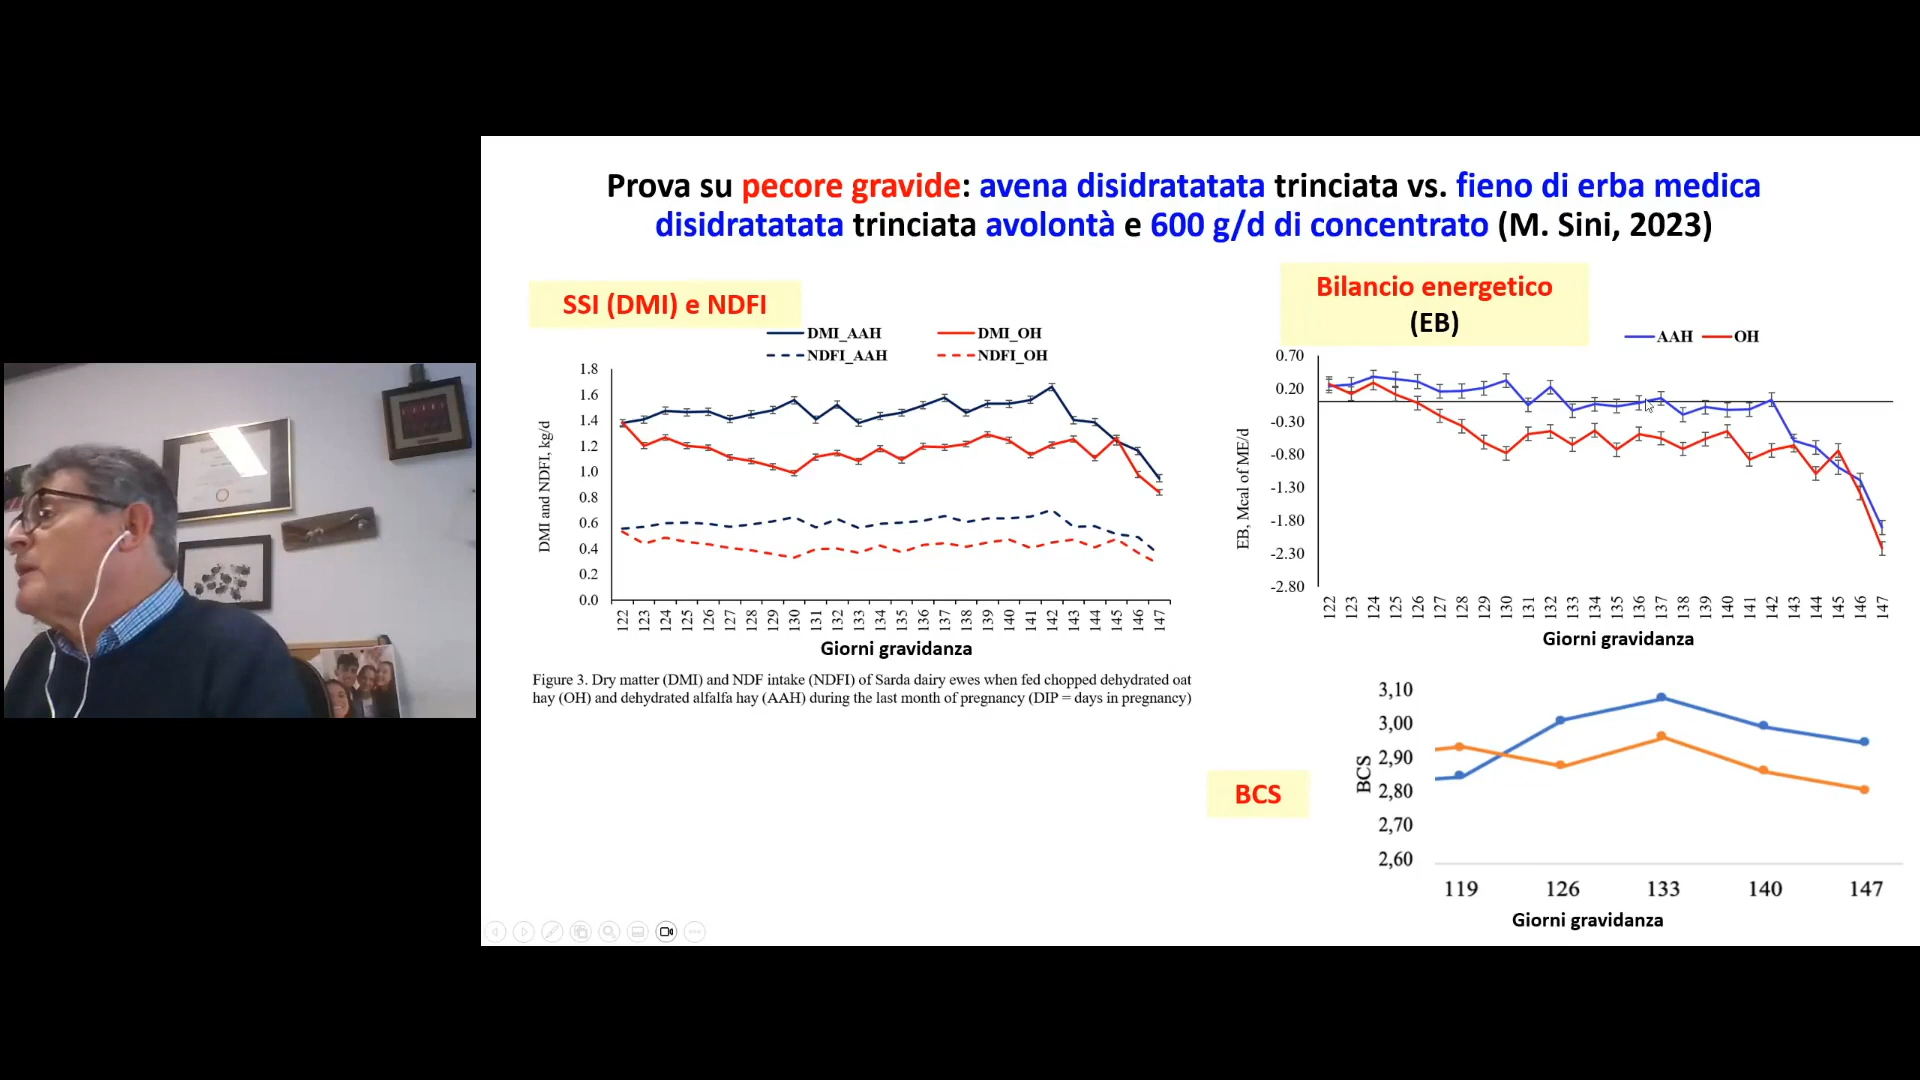 Prova su pecore gravide: avena disidratatata trinciata vs. fieno di erba medica
disidratatata trinciata avolontà e 600 g/d di concentrato (M. Sini, 2023)
SSI (DMI) e NDFI
DMI_AAH DMI_OH
NDFI_AAH NDFI_OH
DMI and NDFI, kg/d
1.8
1.6
1.4
1.2
1.0
0.8
0.6
0.4
0.2
0.0
122 123 124 125 126 127 128 129 130 131 132 133 134 135 136 137 138 139 140 141 142 143 144 145 146 147
Giorni gravidanza
Figure 3. Dry matter (DMI) and NDF intake (NDFI) of Sarda dairy ewes when fed chopped dehydrated oat
hay (OH) and dehydrated alfalfa hay (AAH) during the last month of pregnancy (DIP = days in pregnancy)
Bilancio energetico
(EB)
AAH OH
EB, Mcal of ME/d
0.70
0.20
-0.30
-0.80
-1.30
-1.80
-2.30
-2.80
122 123 124 125 126 127 128 129 130 131 132 133 134 135 136 137 138 139 140 141 142 143 144 145 146 147
Giorni gravidanza
BCS
BCS
3,10
3,00
2,90
2,80
2,70
2,60
119 126 133 140 147
Giorni gravidanza